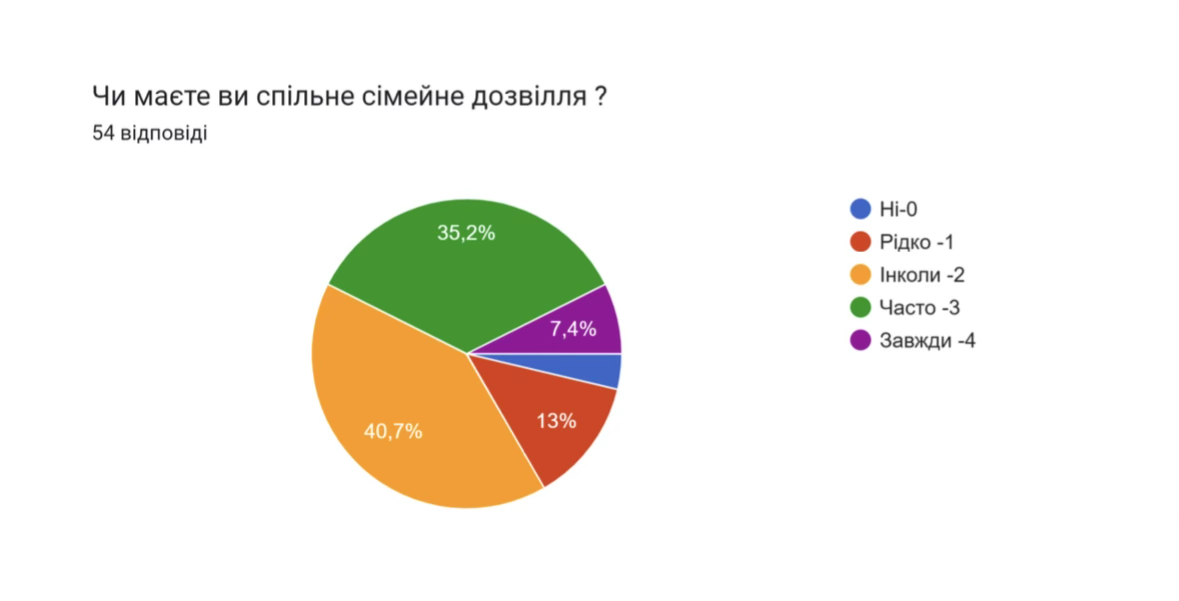 Чи маєте ви спільне сімейне дозвілля ?
54 відповіді
35,2%
7,4%
13%
40,7%
Ні-0
Рідко -1
Інколи -2
Часто -3
Завжди -4